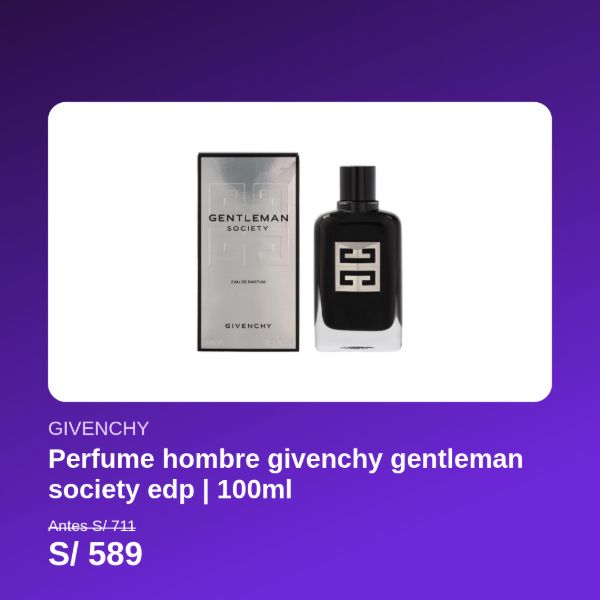 GENTLEMAN
SOCIETY
EAU DE PARFUM
GIVENCHY
GIVENCHY
Perfume hombre givenchy gentleman
society edp | 100ml
Antes S/ 711
S/ 589